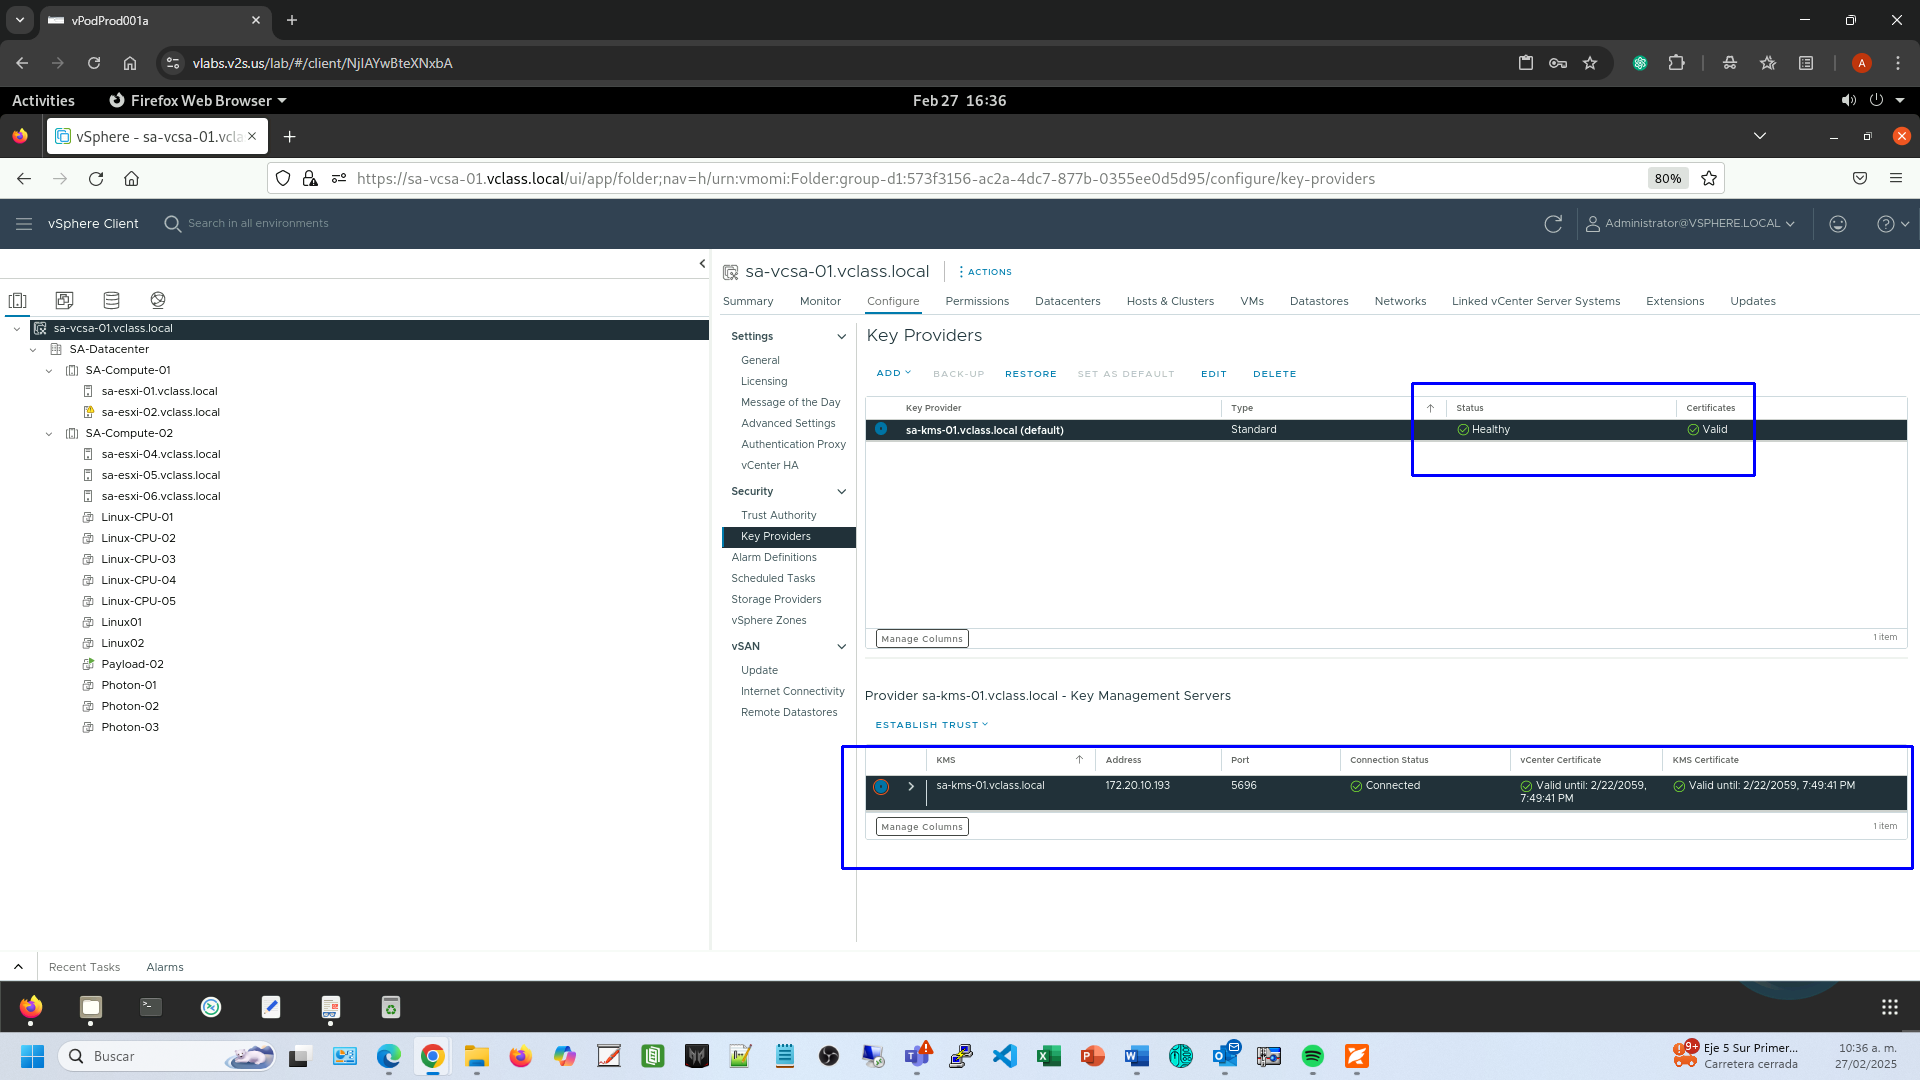 vPodProd001a
vlabs.v2s.us/lab/#/client/NjIAYwBteXNxbA
A
Activities
Firefox Web Browser
Feb 27 16:36
vSphere - sa-vcsa-01.vcla
https://sa-vcsa-01.vclass.local/ui/app/folder;nav=h/urn:vmomi:Folder:group-d1:573f3156-ac2a-4dc7-877b-0355ee0d5d95/configure/key-providers
80%
vSphere Client
Search in all environments
Administrator@VSPHERE.LOCAL
sa-vcsa-01.vclass.local
SA-Datacenter
SA-Compute-01
sa-esxi-01.vclass.local
sa-esxi-02.vclass.local
SA-Compute-02
sa-esxi-04.vclass.local
sa-esxi-05.vclass.local
sa-esxi-06.vclass.local
Linux-CPU-01
Linux-CPU-02
Linux-CPU-03
Linux-CPU-04
Linux-CPU-05
Linux01
Linux02
Payload-02
Photon-01
Photon-02
Photon-03
sa-vcsa-01.vclass.local
ACTIONS
Summary Monitor Configure Permissions Datacenters Hosts & Clusters VMs Datastores Networks Linked vCenter Server Systems Extensions Updates
Settings
General
Licensing
Message of the Day
Advanced Settings
Authentication Proxy
vCenter HA
Security
Trust Authority
Key Providers
Alarm Definitions
Scheduled Tasks
Storage Providers
vSphere Zones
vSAN
Update
Internet Connectivity
Remote Datastores
Key Providers
ADD BACK-UP RESTORE SET AS DEFAULT EDIT DELETE
Key Provider Type Status Certificates
sa-kms-01.vclass.local (default) Standard Healthy Valid
Manage Columns 1 item
Provider sa-kms-01.vclass.local - Key Management Servers
ESTABLISH TRUST
KMS Address Port Connection Status vCenter Certificate KMS Certificate
sa-kms-01.vclass.local 172.20.10.193 5696 Connected Valid until: 2/22/2059, 7:49:41 PM Valid until: 2/22/2059, 7:49:41 PM
Manage Columns 1 item
Recent Tasks Alarms
Buscar
9+
Eje 5 Sur Primer...
Carretera cerrada
10:36 a. m.
27/02/2025